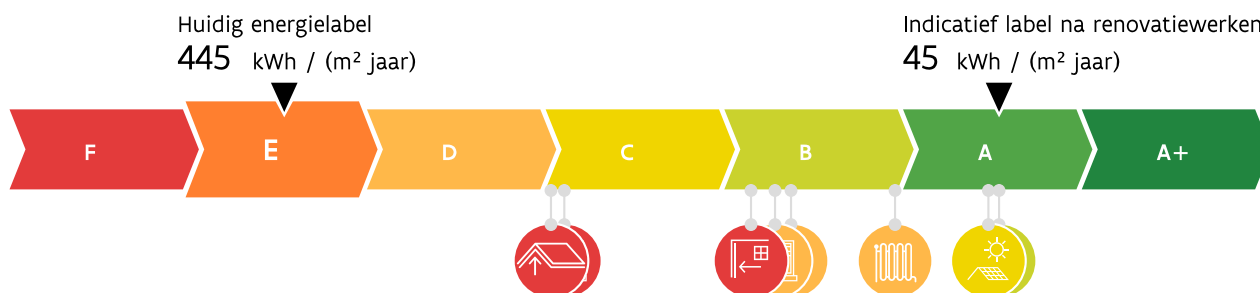 Huidig energielabel
445 kWh / (m² jaar)
Indicatief label na renovatiewerken
45 kWh / (m² jaar)
F E D C B A A+